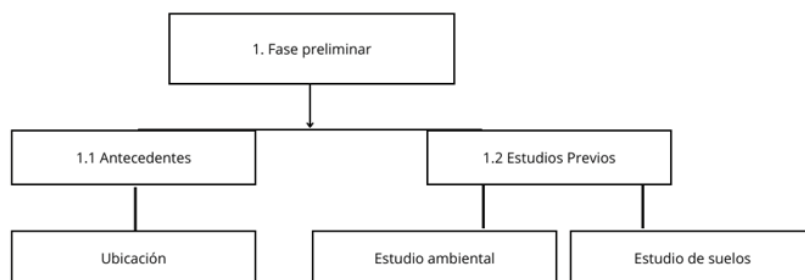 1. Fase preliminar
1.1 Antecedentes
1.2 Estudios Previos
Ubicación
Estudio ambiental
Estudio de suelos